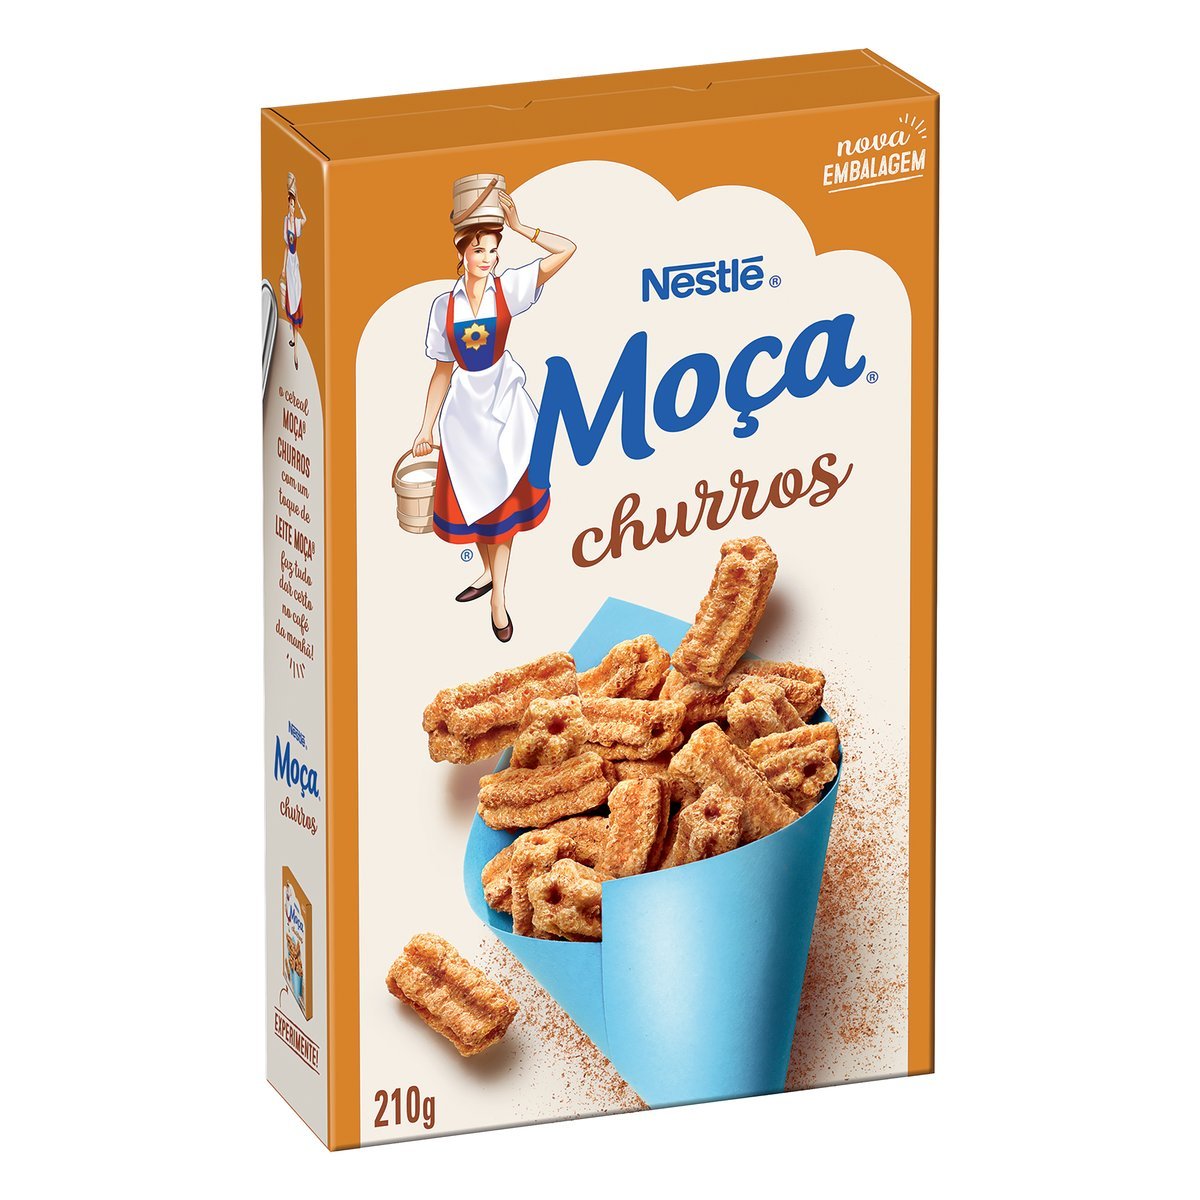 nova
EMBALAGEM
Nestlé®
Moça®
churros
®
210g
o cereal
MOÇA®
CHURROS
com um
toque de
LEITE MOÇA®
faz tudo
dar certo
no café
da manhã!
Nestlé®
Moça®
churros
Moça
EXPERIMENTE!